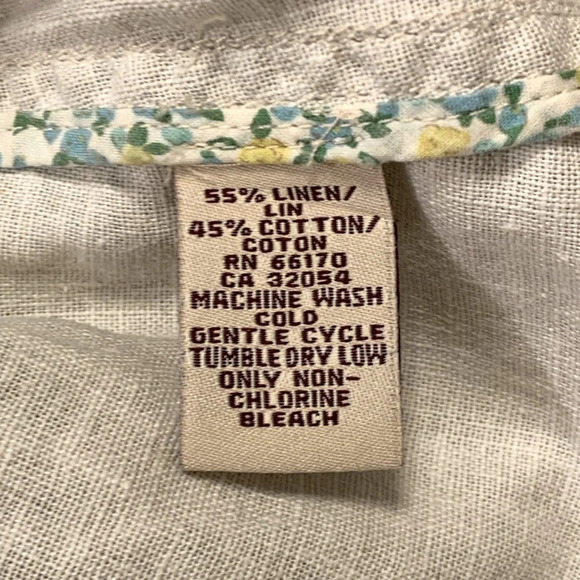 55% LINEN/
LIN
45% COTTON/
COTON
RN 66170
CA 32054
MACHINE WASH
COLD
GENTLE CYCLE
TUMBLE DRY LOW
ONLY NON-
CHLORINE
BLEACH